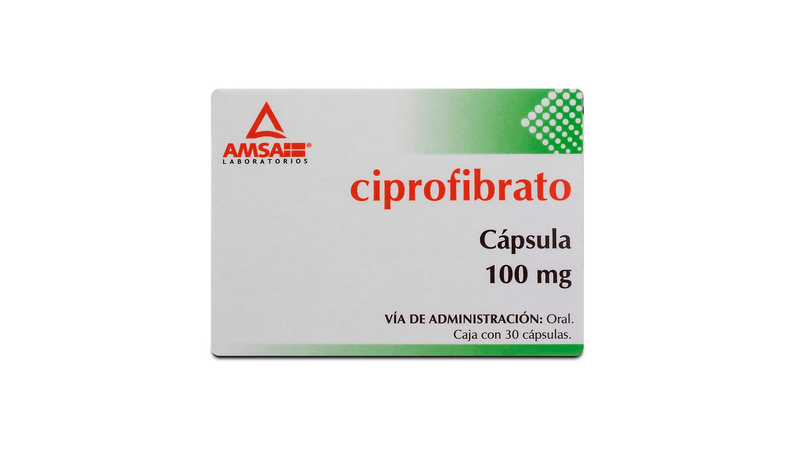 AMSA®
LABORATORIOS
ciprofibrato
Cápsula
100 mg
VÍA DE ADMINISTRACIÓN: Oral.
Caja con 30 cápsulas.